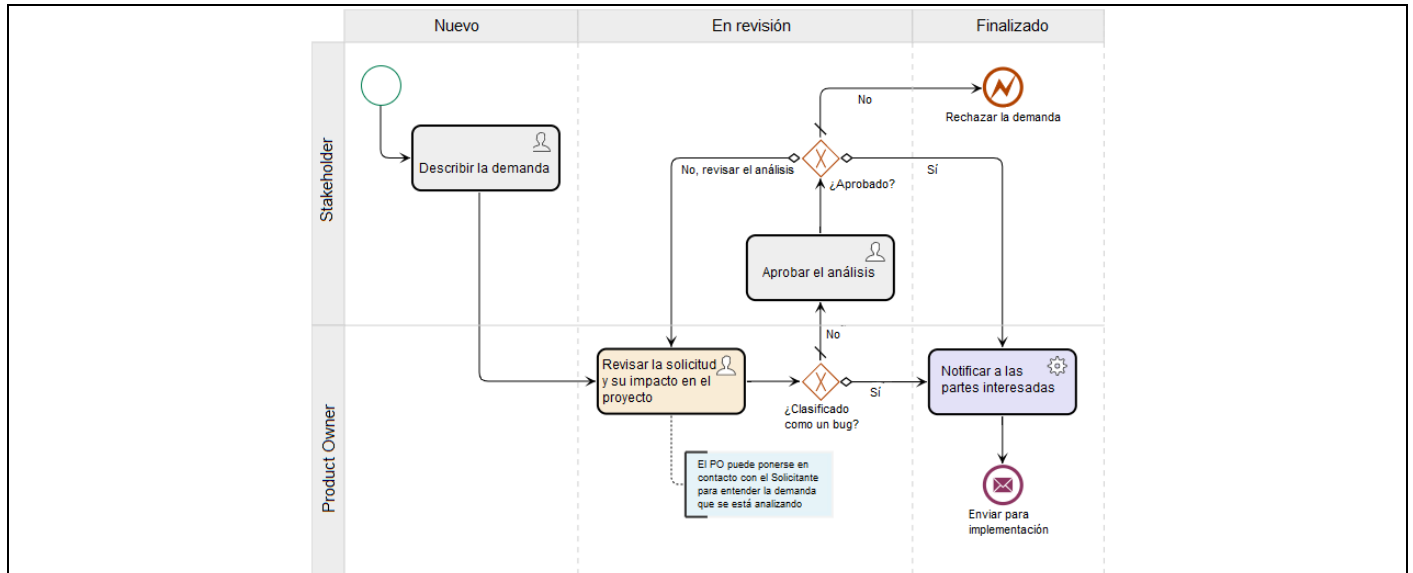 Nuevo
En revisión
Finalizado
Stakeholder
No
Rechazar la demanda
Describir la demanda
No, revisar el análisis
Sí
¿Aprobado?
Aprobar el análisis
Product Owner
No
Revisar la solicitud
y su impacto en el
proyecto
Sí
¿Clasificado
como un bug?
Notificar a las
partes interesadas
El PO puede ponerse en
contacto con el Solicitante
para entender la demanda
que se está analizando
Enviar para
implementación